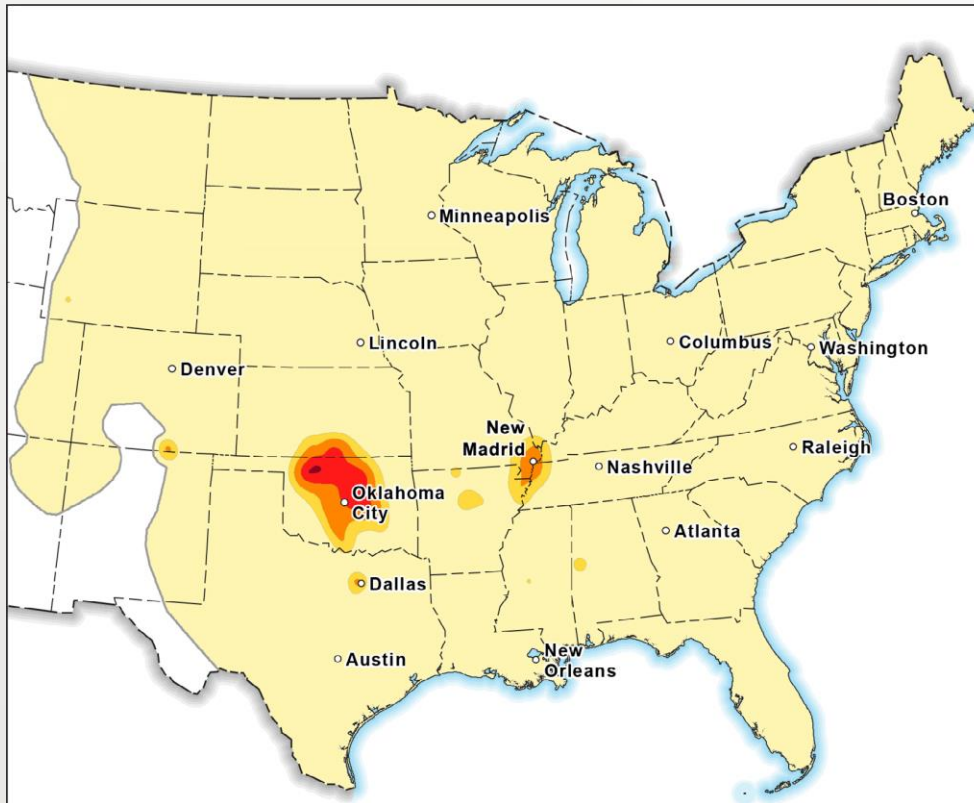 Minneapolis
Boston
Lincoln
Columbus
Washington
Denver
New
Madrid
Raleigh
Nashville
Oklahoma
City
Atlanta
Dallas
Austin
New
Orleans